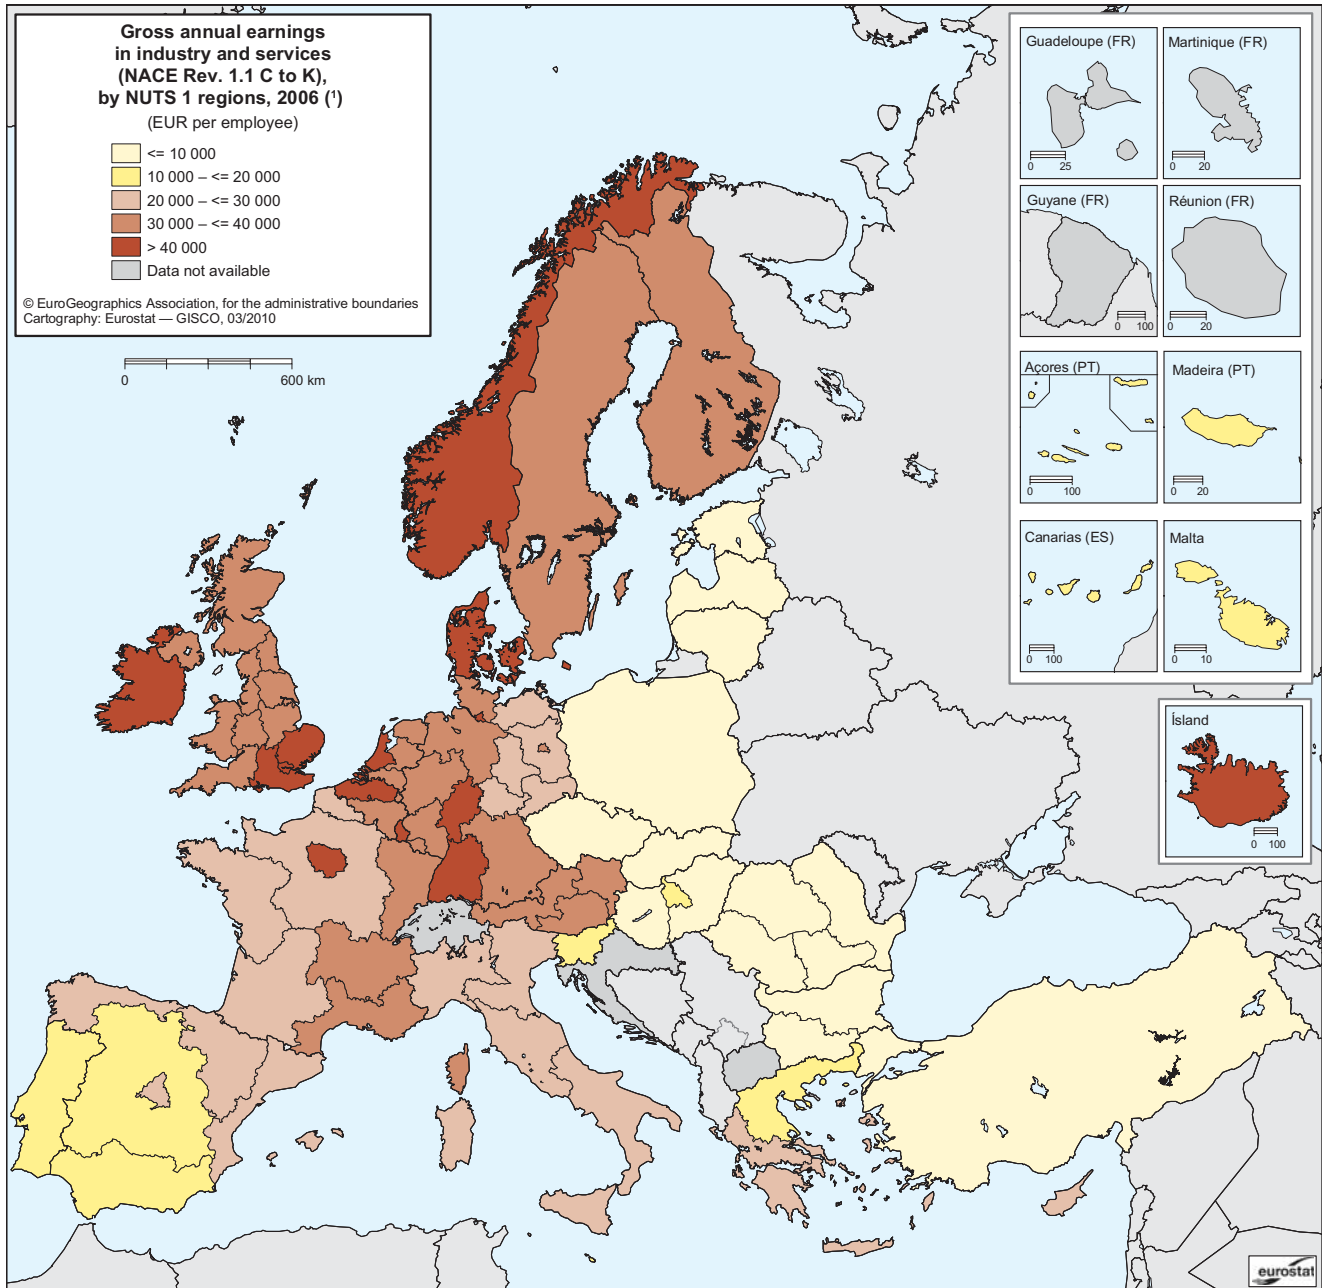 Gross annual earnings
in industry and services
(NACE Rev. 1.1 C to K),
by NUTS 1 regions, 2006 (¹)
(EUR per employee)
<= 10 000
10 000 – <= 20 000
20 000 – <= 30 000
30 000 – <= 40 000
> 40 000
Data not available
© EuroGeographics Association, for the administrative boundaries
Cartography: Eurostat — GISCO, 03/2010
0 600 km
Guadeloupe (FR)
0 25
Martinique (FR)
0 20
Guyane (FR)
0 100
Réunion (FR)
0 20
Açores (PT)
0 100
Madeira (PT)
0 20
Canarias (ES)
0 100
Malta
0 10
Ísland
0 100
eurostat